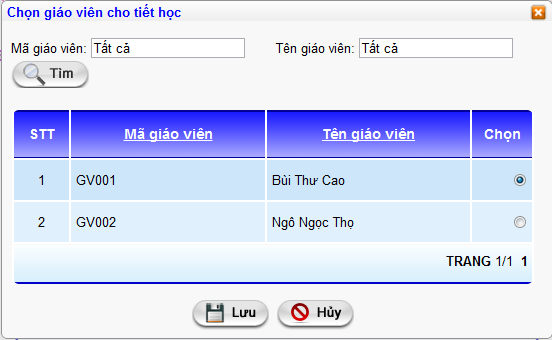 Chọn giáo viên cho tiết học
Mã giáo viên: Tất cả Tên giáo viên: Tất cả
Tìm
STT Mã giáo viên Tên giáo viên Chọn
1 GV001 Bùi Thư Cao
2 GV002 Ngô Ngọc Thọ
TRANG 1/1 1
Lưu Hủy